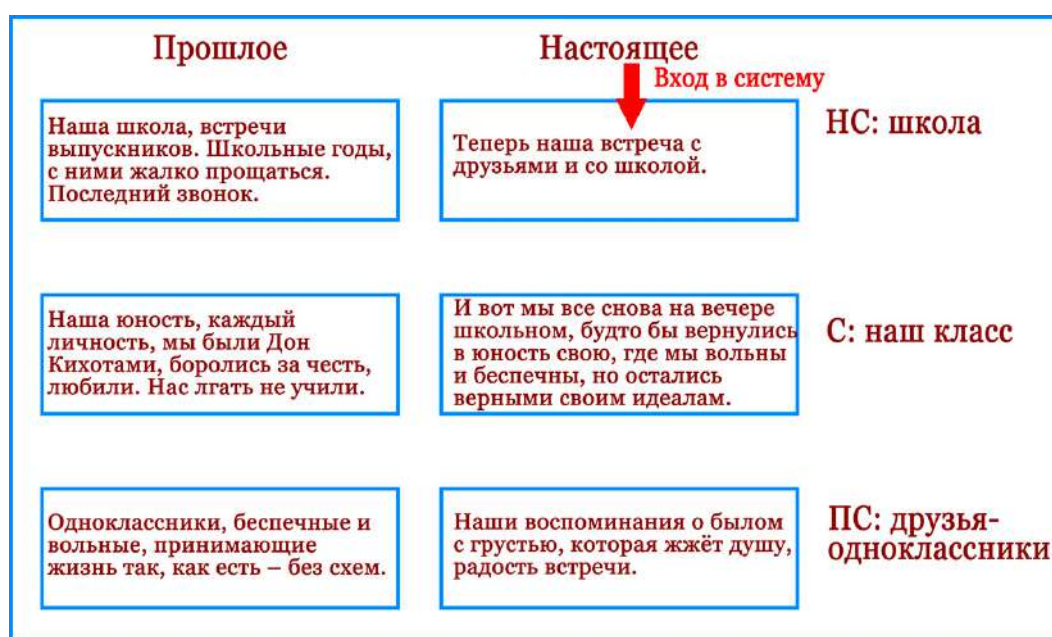 Прошлое
Настоящее
Вход в систему
Наша школа, встречи
выпускников. Школьные годы,
с ними жалко прощаться.
Последний звонок.
Теперь наша встреча с
друзьями и со школой.
НС: школа
Наша юность, каждый
личность, мы были Дон
Кихотами, боролись за честь,
любили. Нас лгать не учили.
И вот мы все снова на вечере
школьном, будто бы вернулись
в юность свою, где мы вольны
и беспечны, но остались
верными своим идеалам.
С: наш класс
Одноклассники, беспечные и
вольные, принимающие
жизнь так, как есть – без схем.
Наши воспоминания о былом
с грустью, которая жжёт душу,
радость встречи.
ПС: друзья-
одноклассники